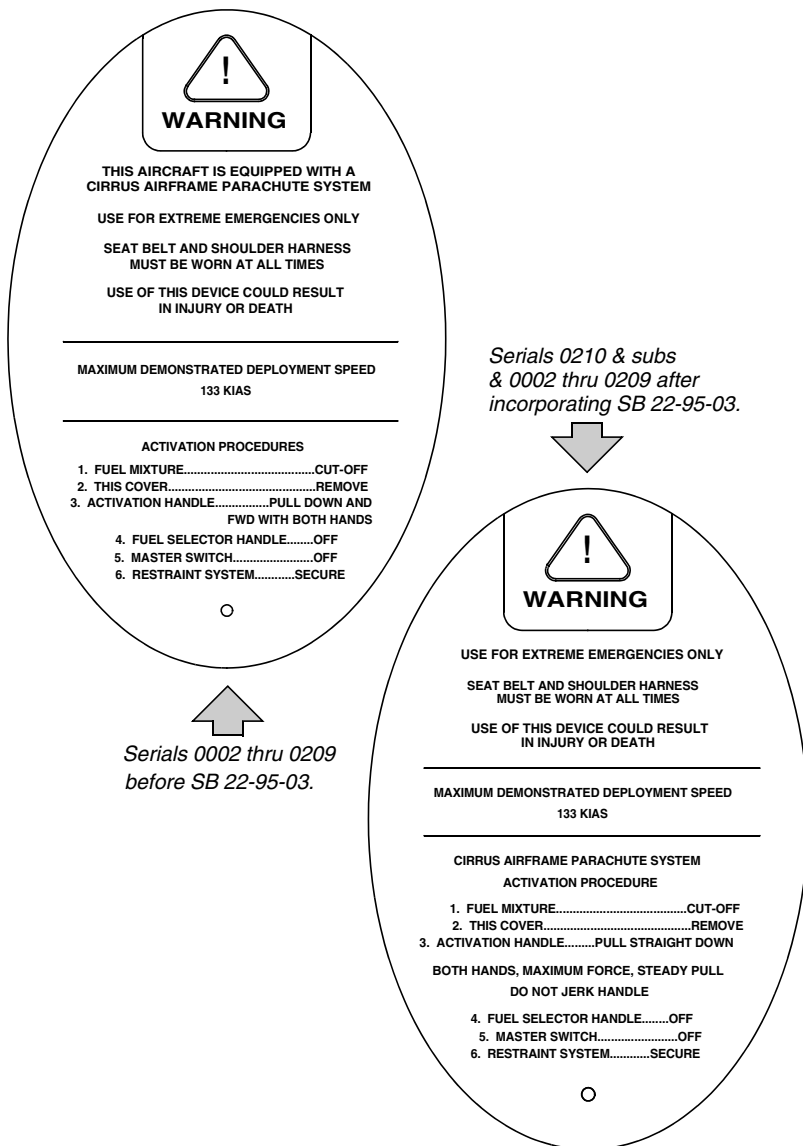 !
WARNING
THIS AIRCRAFT IS EQUIPPED WITH A
CIRRUS AIRFRAME PARACHUTE SYSTEM
USE FOR EXTREME EMERGENCIES ONLY
SEAT BELT AND SHOULDER HARNESS
MUST BE WORN AT ALL TIMES
USE OF THIS DEVICE COULD RESULT
IN INJURY OR DEATH
MAXIMUM DEMONSTRATED DEPLOYMENT SPEED
133 KIAS
ACTIVATION PROCEDURES
1. FUEL MIXTURE.......................................CUT-OFF
2. THIS COVER............................................REMOVE
3. ACTIVATION HANDLE................PULL DOWN AND
FWD WITH BOTH HANDS
4. FUEL SELECTOR HANDLE........OFF
5. MASTER SWITCH........................OFF
6. RESTRAINT SYSTEM............SECURE
Serials 0002 thru 0209
before SB 22-95-03.
Serials 0210 & subs
& 0002 thru 0209 after
incorporating SB 22-95-03.
!
WARNING
USE FOR EXTREME EMERGENCIES ONLY
SEAT BELT AND SHOULDER HARNESS
MUST BE WORN AT ALL TIMES
USE OF THIS DEVICE COULD RESULT
IN INJURY OR DEATH
MAXIMUM DEMONSTRATED DEPLOYMENT SPEED
133 KIAS
CIRRUS AIRFRAME PARACHUTE SYSTEM
ACTIVATION PROCEDURE
1. FUEL MIXTURE.......................................CUT-OFF
2. THIS COVER............................................REMOVE
3. ACTIVATION HANDLE.........PULL STRAIGHT DOWN
BOTH HANDS, MAXIMUM FORCE, STEADY PULL
DO NOT JERK HANDLE
4. FUEL SELECTOR HANDLE........OFF
5. MASTER SWITCH........................OFF
6. RESTRAINT SYSTEM............SECURE